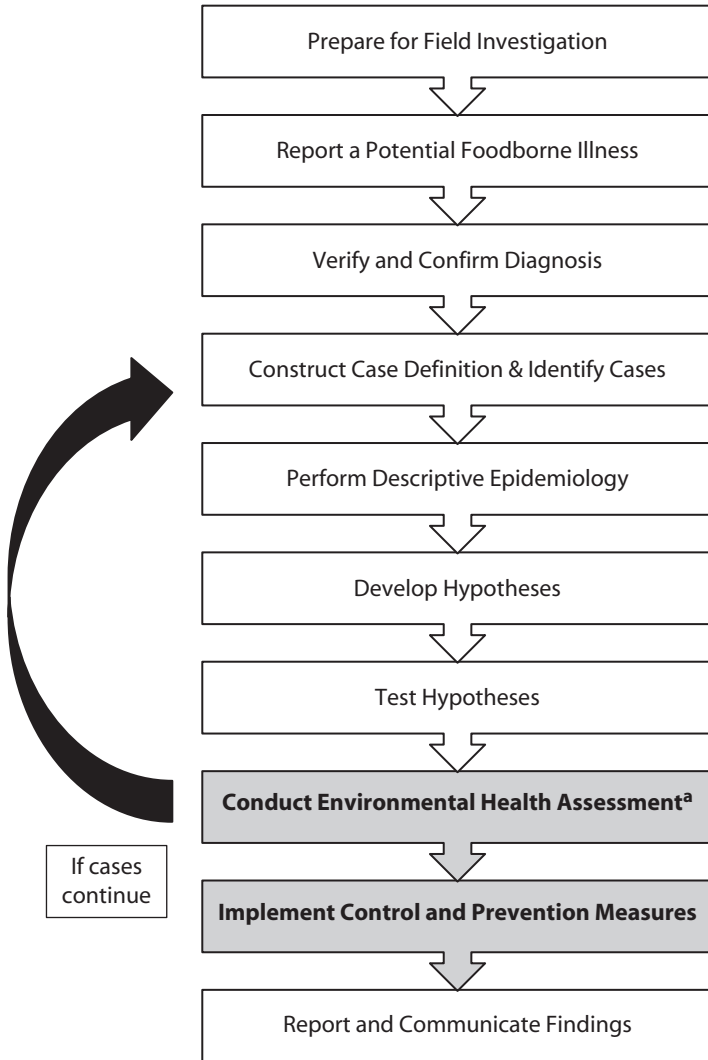 Prepare for Field Investigation
Report a Potential Foodborne Illness
Verify and Confirm Diagnosis
Construct Case Definition & Identify Cases
Perform Descriptive Epidemiology
Develop Hypotheses
Test Hypotheses
Conduct Environmental Health Assessmentª
If cases
continue
Implement Control and Prevention Measures
Report and Communicate Findings